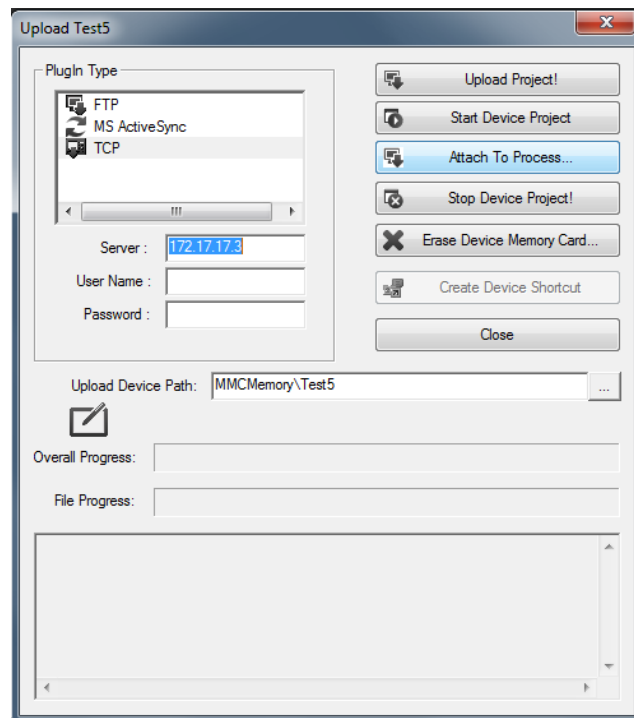 Upload Test5
PlugIn Type
FTP
MS ActiveSync
TCP
Server :
172.17.17.3
User Name :
Password :
Upload Project!
Start Device Project
Attach To Process...
Stop Device Project!
Erase Device Memory Card...
Create Device Shortcut
Close
Upload Device Path:
MMCMemory\Test5
...
Overall Progress:
File Progress: